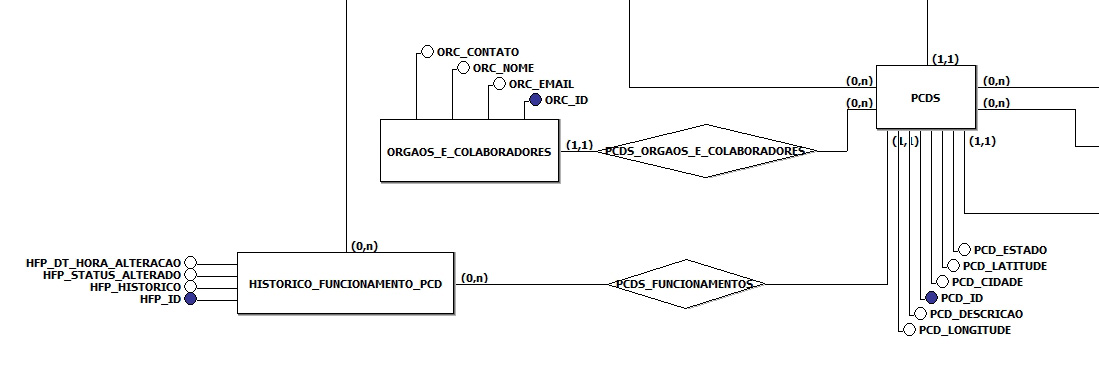 ORC_CONTATO
ORC_NOME
ORC_EMAIL
ORC_ID
ORGAOS_E_COLABORADORES
(1,1)
PCDS_ORGAOS_E_COLABORADORES
(0,n)
(0,n)
(1,1)
PCDS
(0,n)
(0,n)
(1,1)
(1,1)
(0,n)
HFP_DT_HORA_ALTERACAO
HFP_STATUS_ALTERADO
HFP_HISTORICO
HFP_ID
HISTORICO_FUNCIONAMENTO_PCD
(0,n)
PCDS_FUNCIONAMENTOS
PCD_ESTADO
PCD_LATITUDE
PCD_CIDADE
PCD_ID
PCD_DESCRICAO
PCD_LONGITUDE